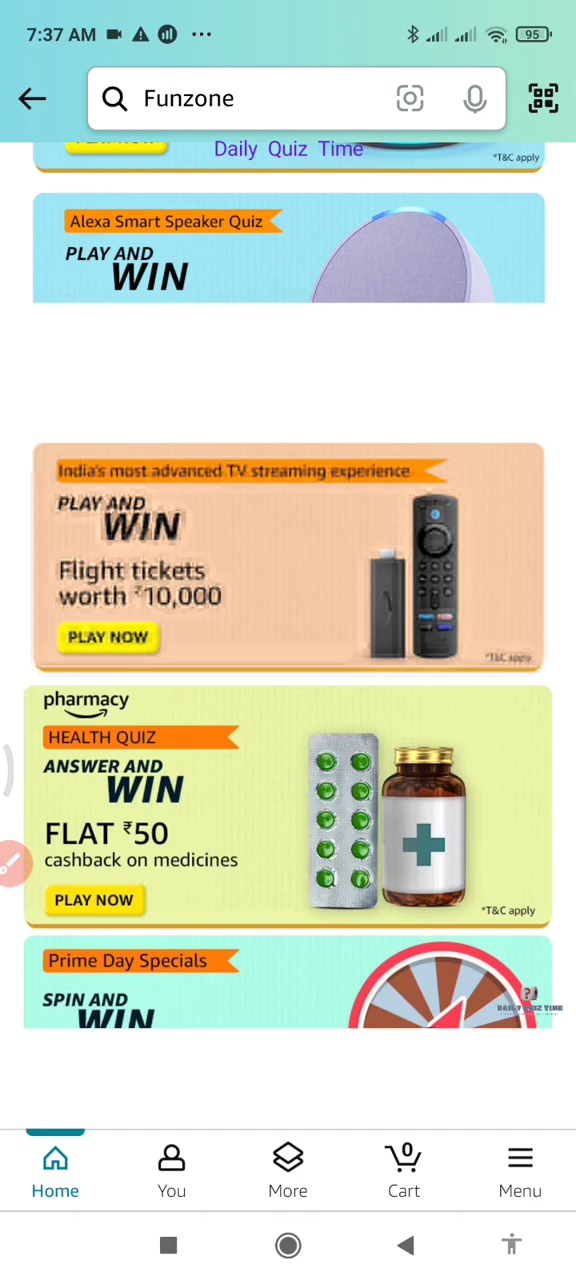 7:37 AM
95
Funzone
Daily Quiz Time
*T&C apply
Alexa Smart Speaker Quiz
PLAY AND
WIN
India's most advanced TV streaming experience
PLAY AND
WIN
Flight tickets
worth ₹10,000
PLAY NOW
*T&C apply
pharmacy
HEALTH QUIZ
ANSWER AND
WIN
FLAT ₹50
cashback on medicines
PLAY NOW
*T&C apply
Prime Day Specials
SPIN AND
WIN
DAILY QUIZ TIME
Home
You
More
0
Cart
Menu